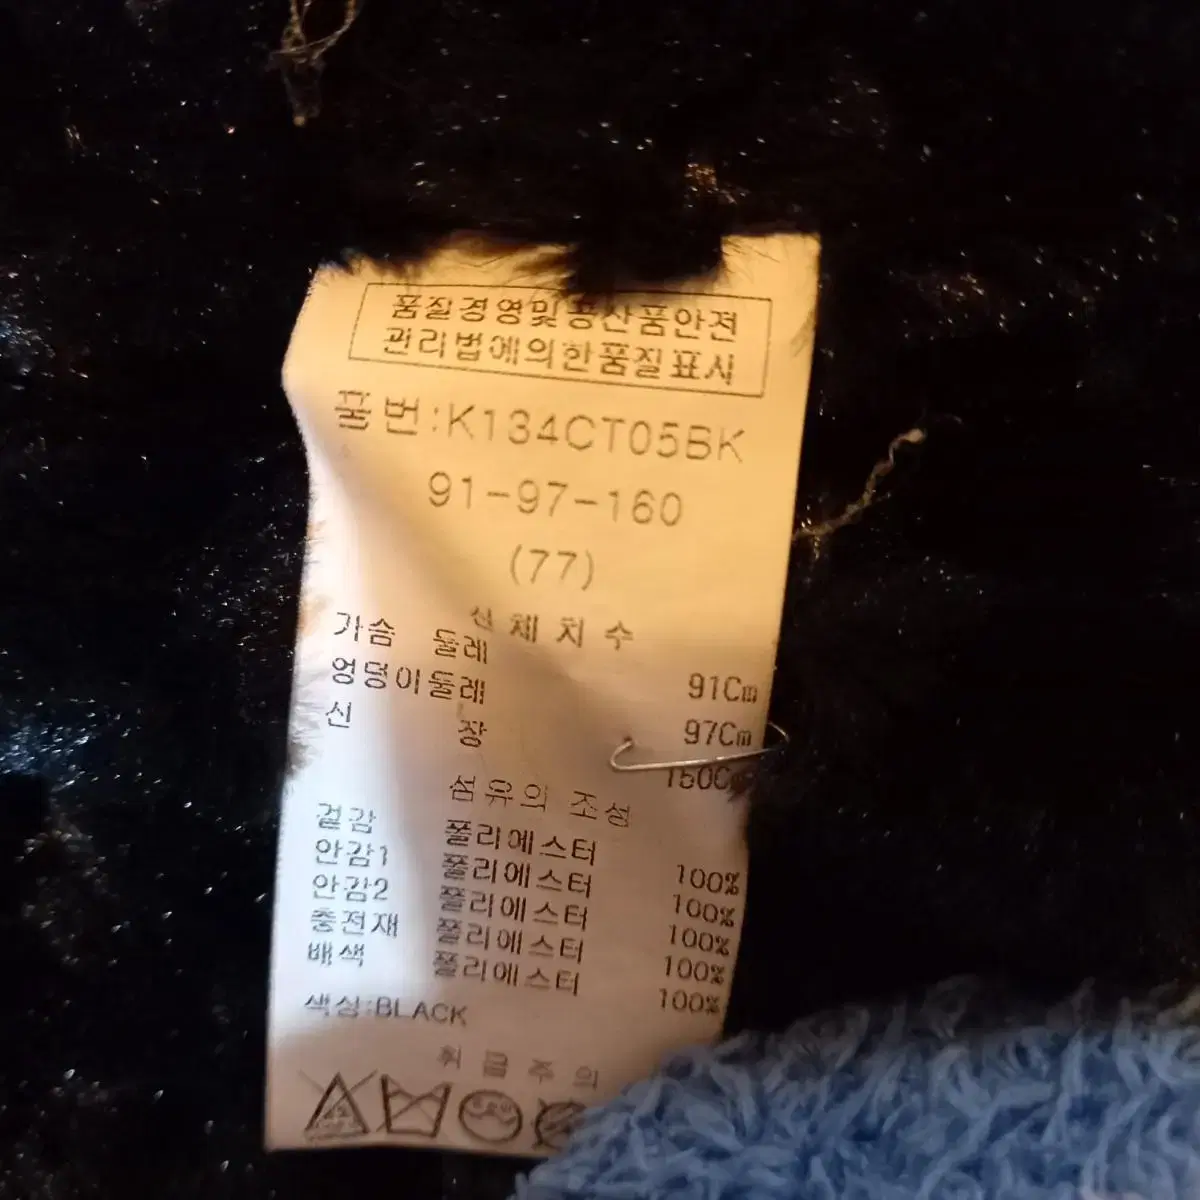 품질경영및공산품안전
관리법에의한품질표시
품번:K134CT05BK
91-97-160
(77)
신체치수
가슴 둘레 91Cm
엉덩이둘레 97Cm
신 장
섬유의 조성
겉감 폴리에스터 100%
안감1 폴리에스터 100%
안감2 폴리에스터 100%
충전재 폴리에스터 100%
배색 폴리에스터 100%
색상:BLACK
취급주의